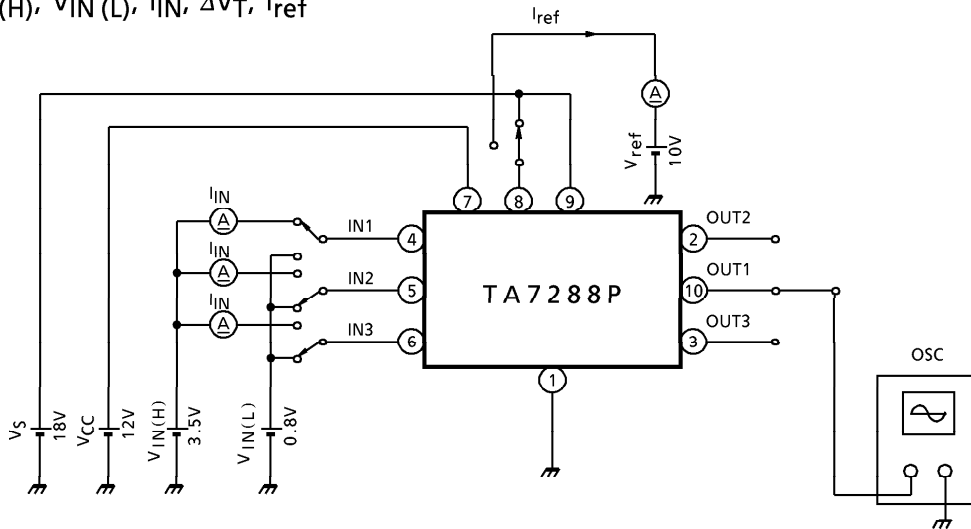 (H), VIN (L), IIN, ΔVT, Iref
Iref
A
Vref
10V
7
8
9
IIN
A
IN1
4
2
OUT2
IIN
A
IN2
5
TA7288P
10
OUT1
IIN
A
IN3
6
3
OUT3
1
OSC
VS
18V
VCC
12V
VIN(H)
3.5V
VIN(L)
0.8V